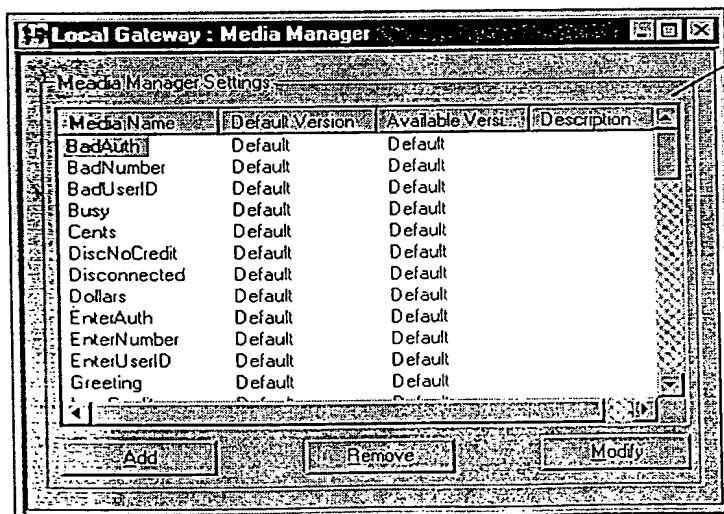 Local Gateway : Media Manager
Meadia Manager Settings:
Media Name Default Version Available Versi... Description
BadAuth Default Default
BadNumber Default Default
BadUserID Default Default
Busy Default Default
Cents Default Default
DiscNoCredit Default Default
Disconnected Default Default
Dollars Default Default
EnterAuth Default Default
EnterNumber Default Default
EnterUserID Default Default
Greeting Default Default
Add Remove Modify